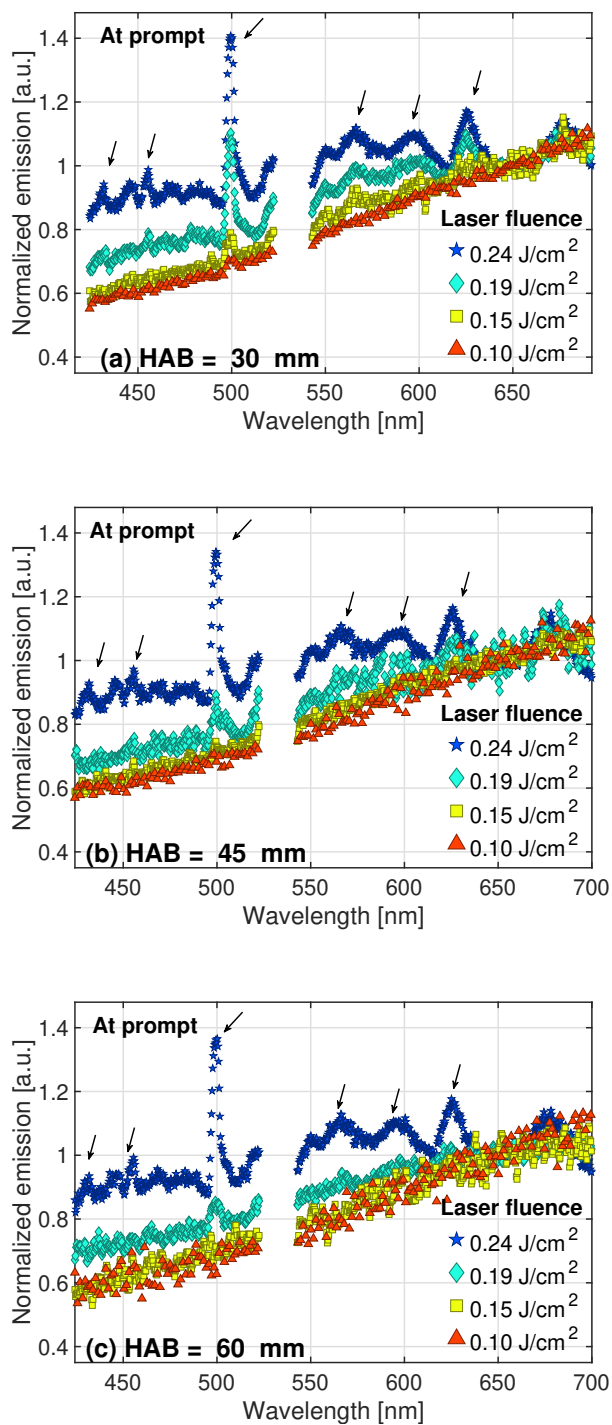 At prompt
1.4
1.2
1
0.8
0.6
0.4
Normalized emission [a.u.]
Laser fluence
0.24 J/cm²
0.19 J/cm²
0.15 J/cm²
0.10 J/cm²
(a) HAB = 30 mm
450 500 550 600 650
Wavelength [nm]
At prompt
1.4
1.2
1
0.8
0.6
0.4
Normalized emission [a.u.]
Laser fluence
0.24 J/cm²
0.19 J/cm²
0.15 J/cm²
0.10 J/cm²
(b) HAB = 45 mm
450 500 550 600 650 700
Wavelength [nm]
At prompt
1.4
1.2
1
0.8
0.6
0.4
Normalized emission [a.u.]
Laser fluence
0.24 J/cm²
0.19 J/cm²
0.15 J/cm²
0.10 J/cm²
(c) HAB = 60 mm
450 500 550 600 650 700
Wavelength [nm]